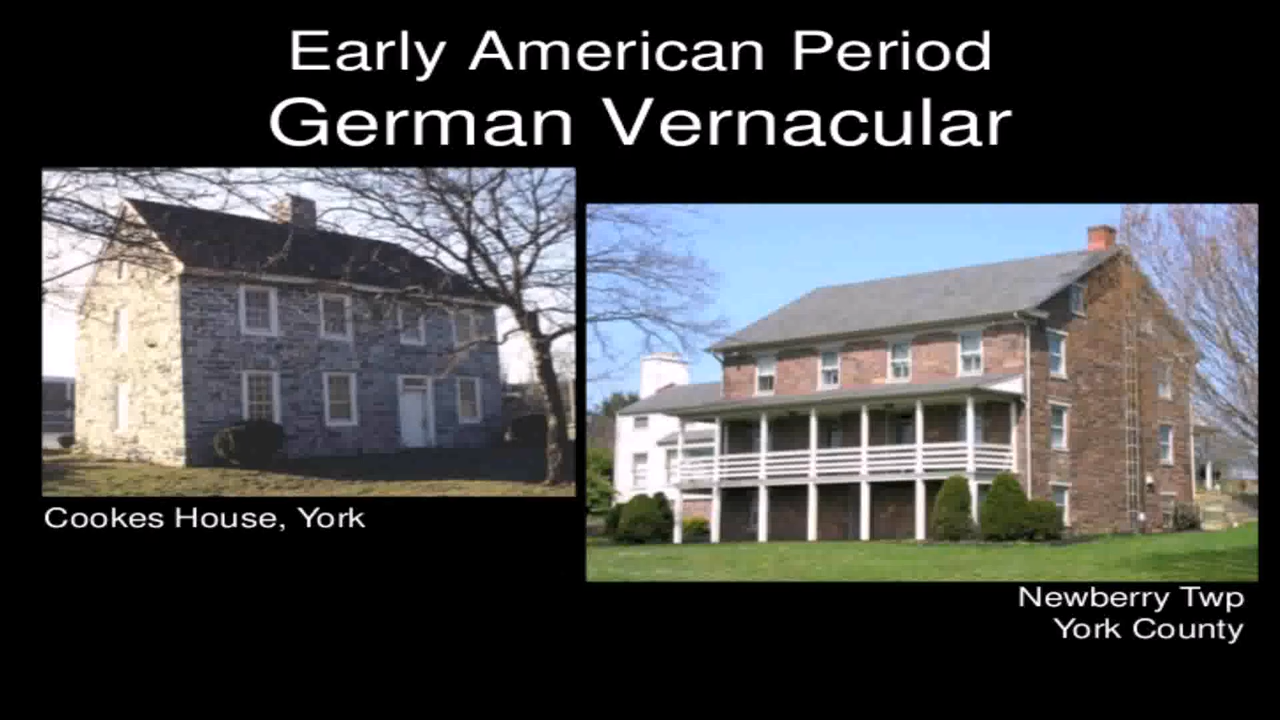 Early American Period
German Vernacular
Cookes House, York
Newberry Twp
York County